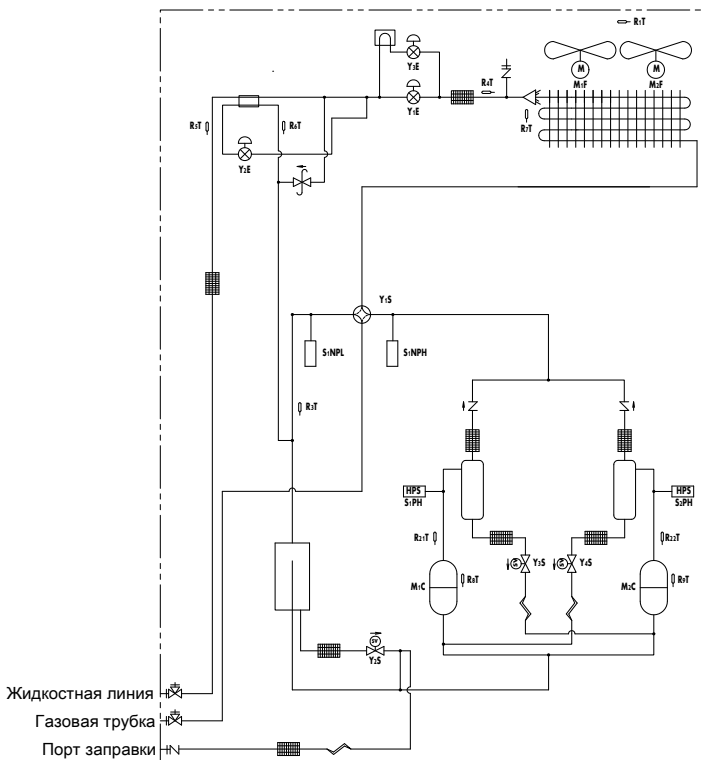 R1T
M
M
M1F
M2F
Y3E
R4T
Y1E
R7T
R5T
R6T
Y2E
Y1S
S1NPL
S1NPH
R3T
HPS
S1PH
HPS
S2PH
R21T
R22T
Y3S
Y4S
M1C
R8T
M2C
R9T
SV
Y2S
Жидкостная линия
Газовая трубка
Порт заправки